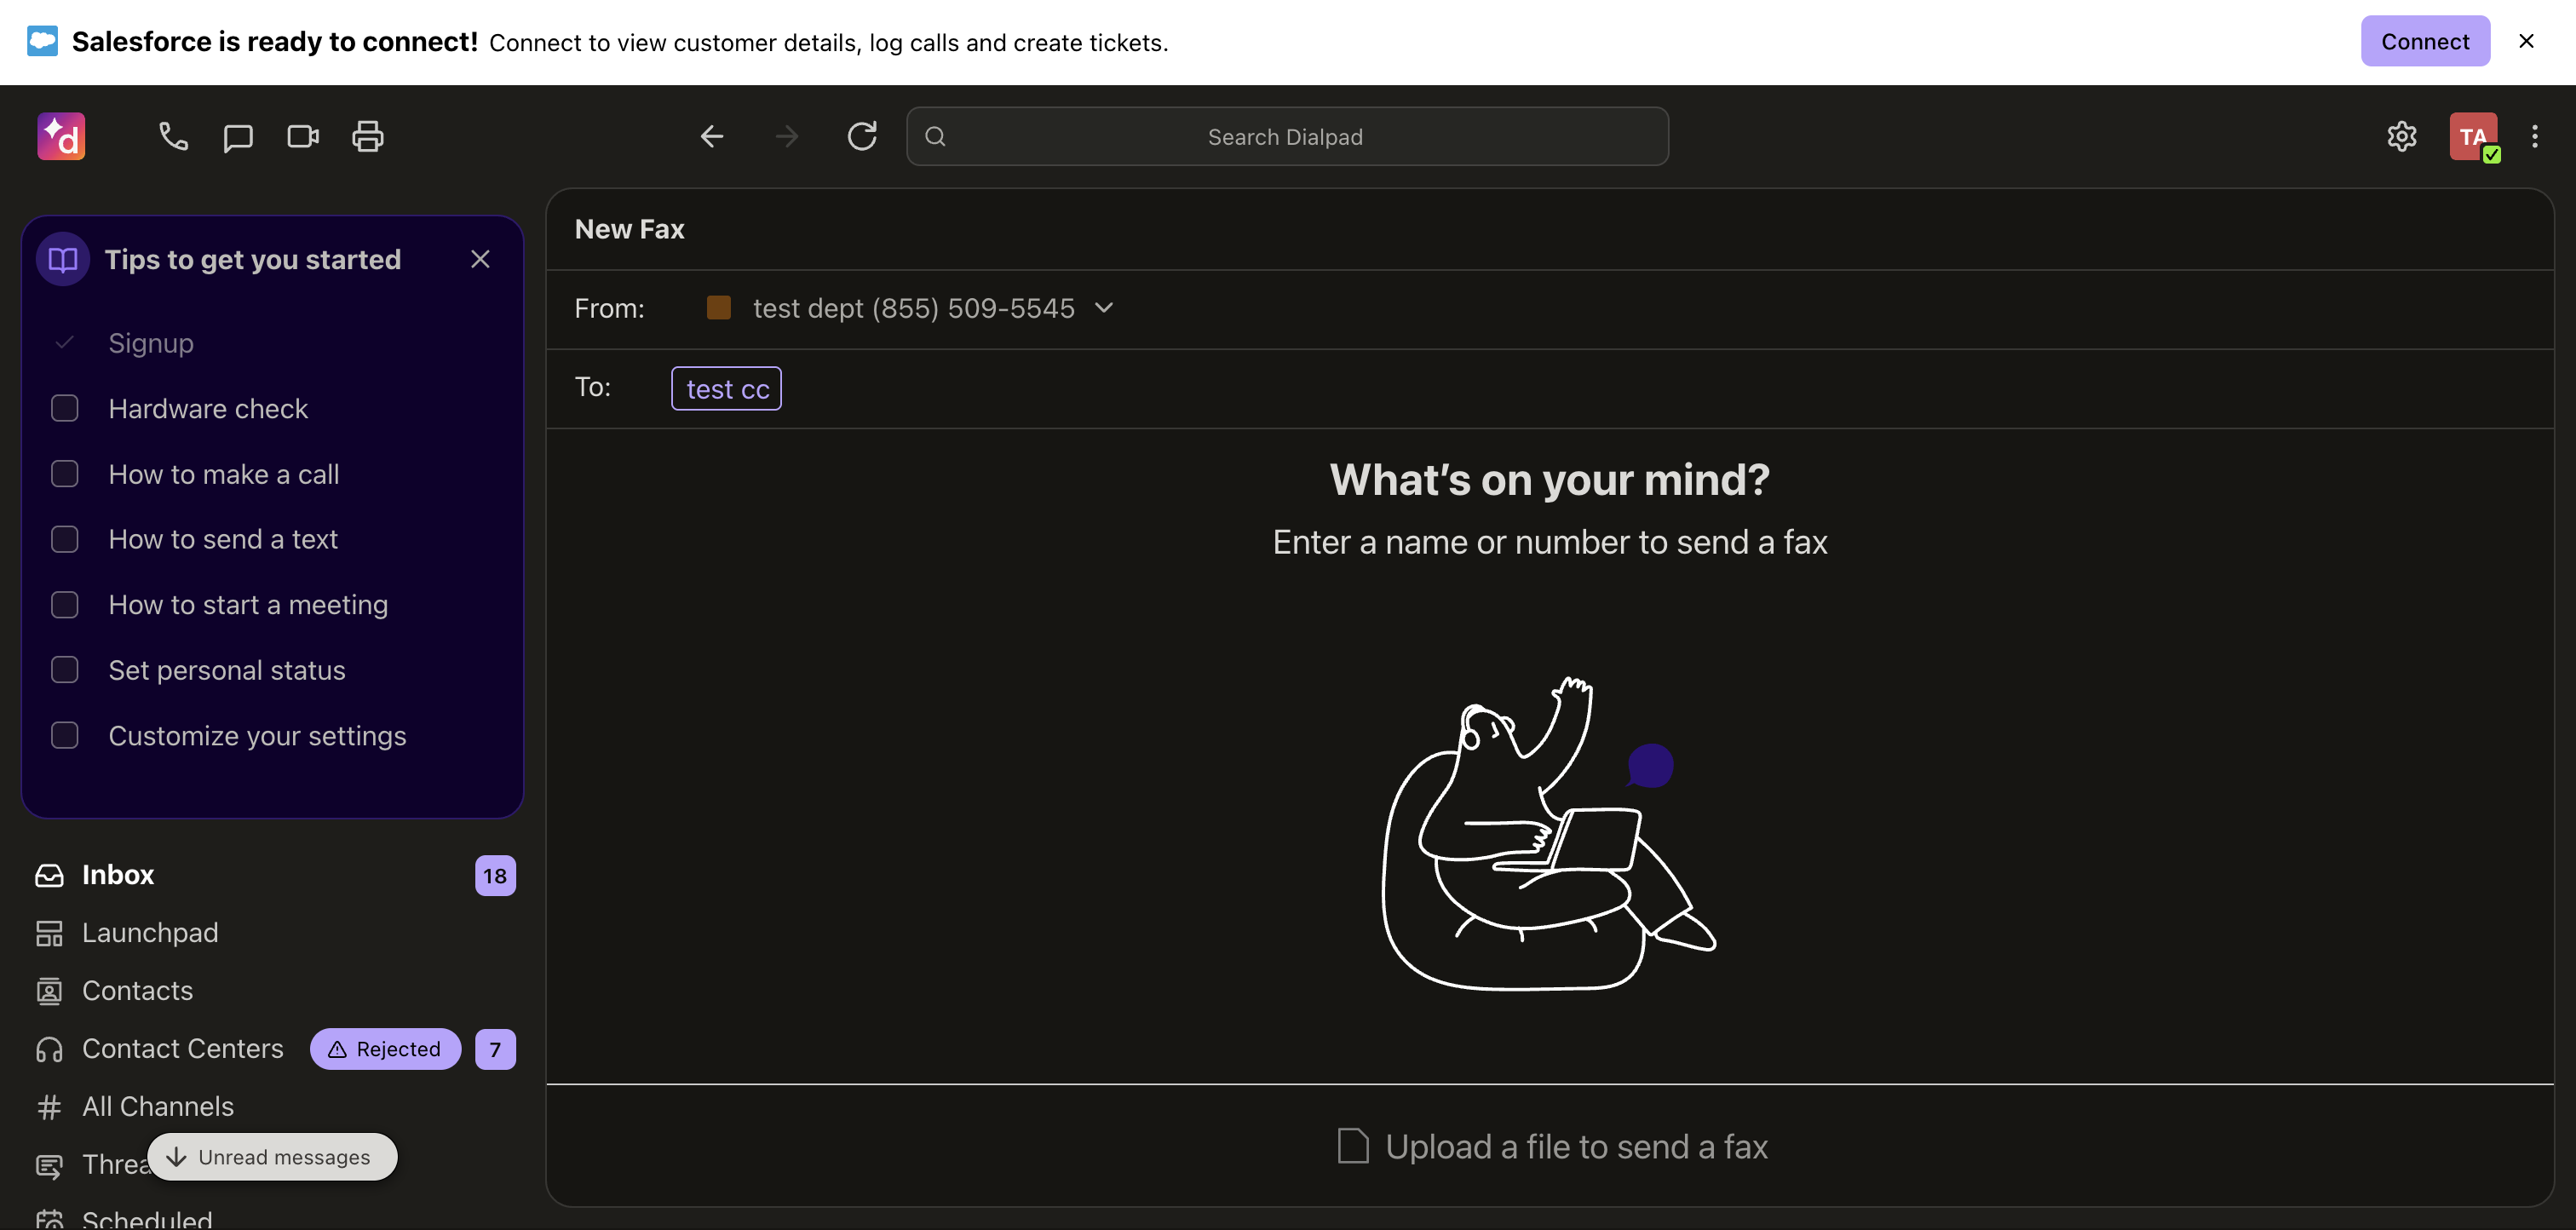 Salesforce is ready to connect! Connect to view customer details, log calls and create tickets.
Connect
d
Search Dialpad
TA
Tips to get you started
Signup
Hardware check
How to make a call
How to send a text
How to start a meeting
Set personal status
Customize your settings
Inbox 18
Launchpad
Contacts
Contact Centers Rejected 7
All Channels
Threa
Unread messages
Scheduled
New Fax
From: test dept (855) 509-5545
To: test cc
What's on your mind?
Enter a name or number to send a fax
Upload a file to send a fax